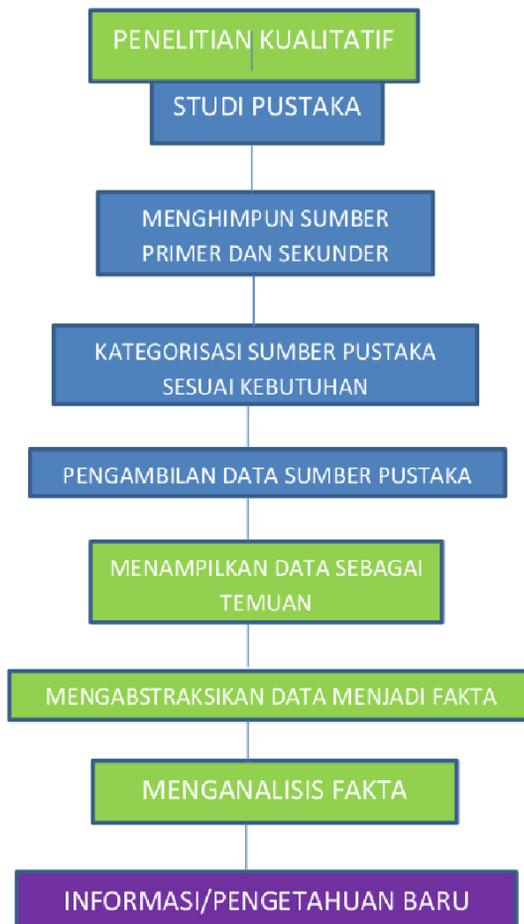 PENELITIAN KUALITATIF
STUDI PUSTAKA
MENGHIMPUN SUMBER
PRIMER DAN SEKUNDER
KATEGORISASI SUMBER PUSTAKA
SESUAI KEBUTUHAN
PENGAMBILAN DATA SUMBER PUSTAKA
MENAMPILKAN DATA SEBAGAI
TEMUAN
MENGABSTRAKSIKAN DATA MENJADI FAKTA
MENGANALISIS FAKTA
INFORMASI/PENGETAHUAN BARU